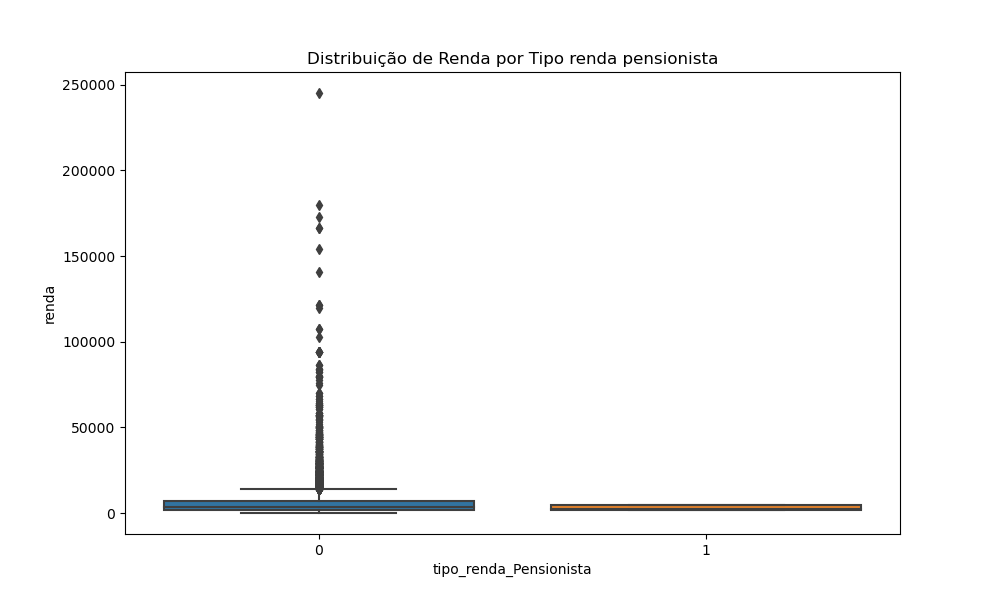 Distribuição de Renda por Tipo renda pensionista
250000
200000
150000
100000
50000
0
renda
0 1
tipo_renda_Pensionista